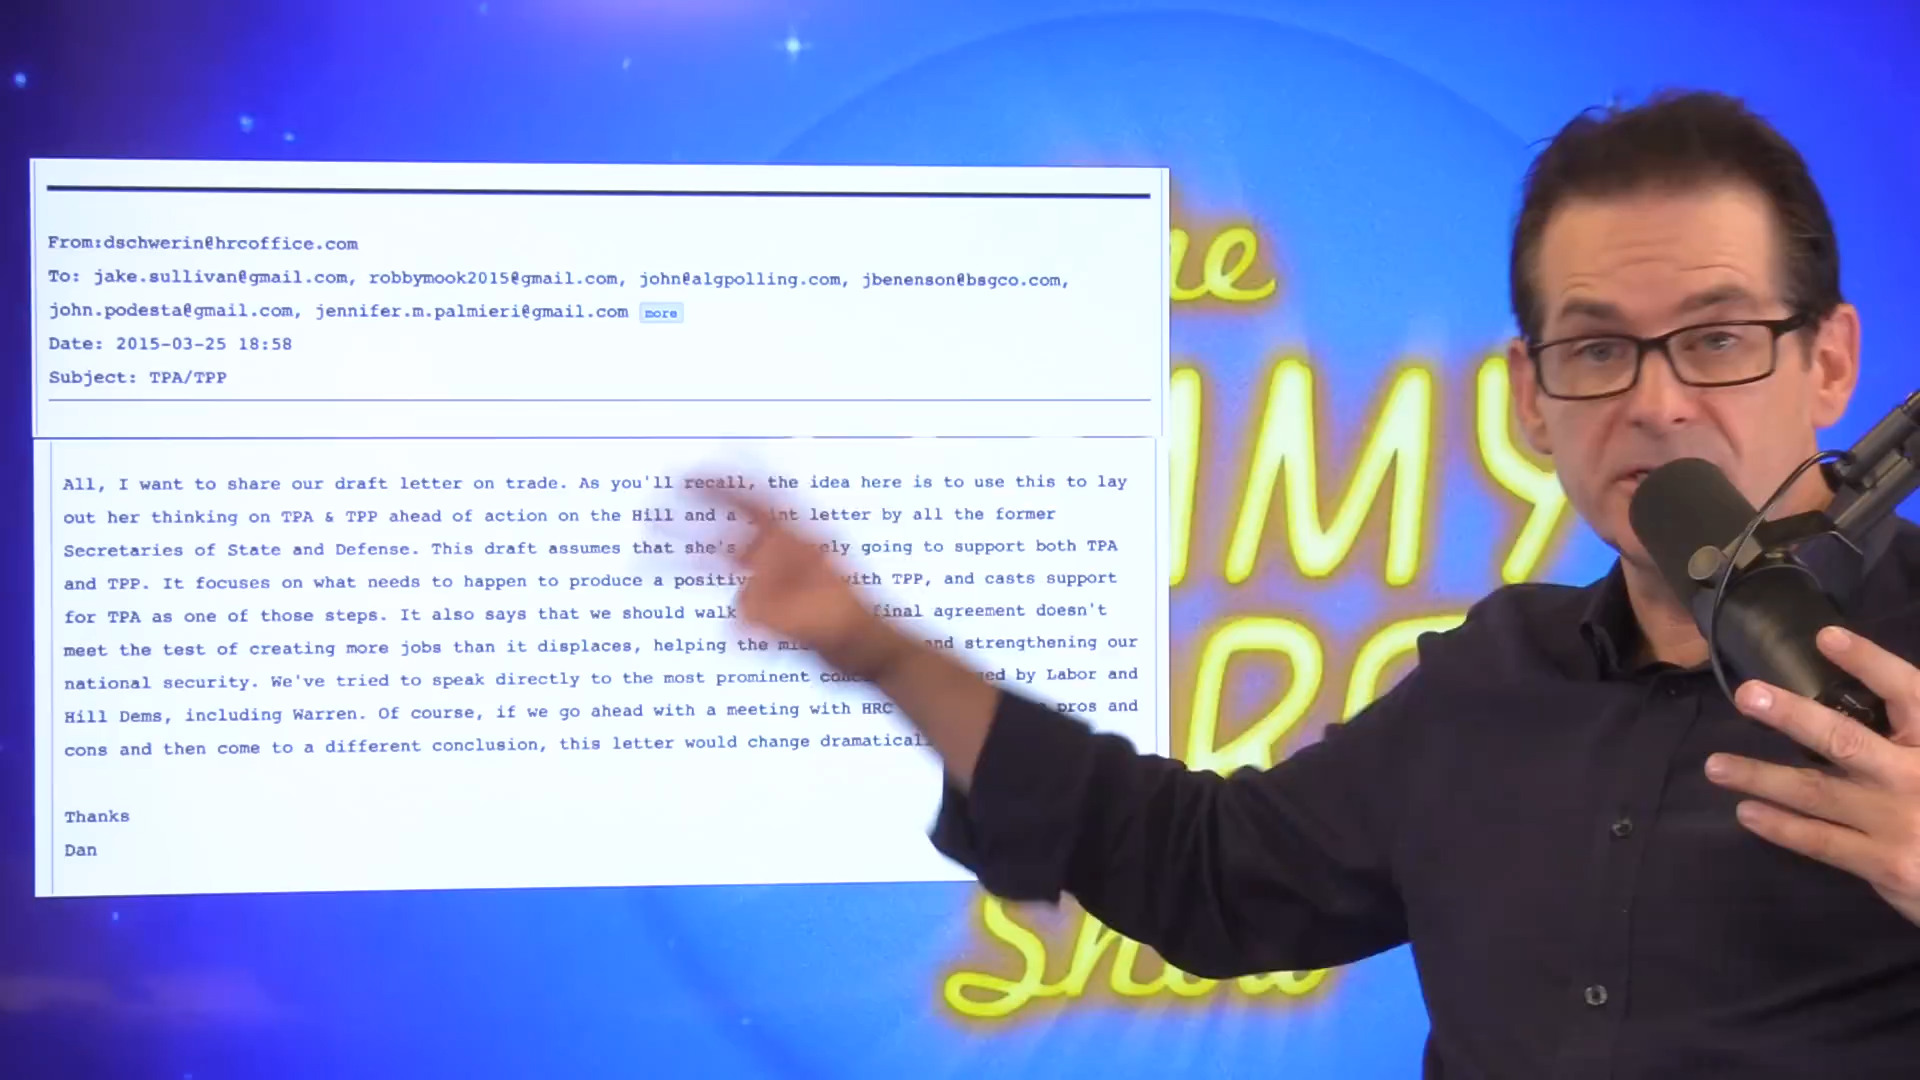 From:dschwerin@hrcoffice.com
To: jake.sullivan@gmail.com, robbymook2015@gmail.com, john@algpolling.com, jbenenson@bsgco.com,
john.podesta@gmail.com, jennifer.m.palmieri@gmail.com more
Date: 2015-03-25 18:58
Subject: TPA/TPP
All, I want to share our draft letter on trade. As you'll recall, the idea here is to use this to lay
out her thinking on TPA & TPP ahead of action on the Hill and a letter by all the former
Secretaries of State and Defense. This draft assumes that she's going to support both TPA
and TPP. It focuses on what needs to happen to produce a with TPP, and casts support
for TPA as one of those steps. It also says that we should walk final agreement doesn't
meet the test of creating more jobs than it displaces, helping the and strengthening our
national security. We've tried to speak directly to the most prominent by Labor and
Hill Dems, including Warren. Of course, if we go ahead with a meeting with HRC pros and
cons and then come to a different conclusion, this letter would change
Thanks
Dan
Show